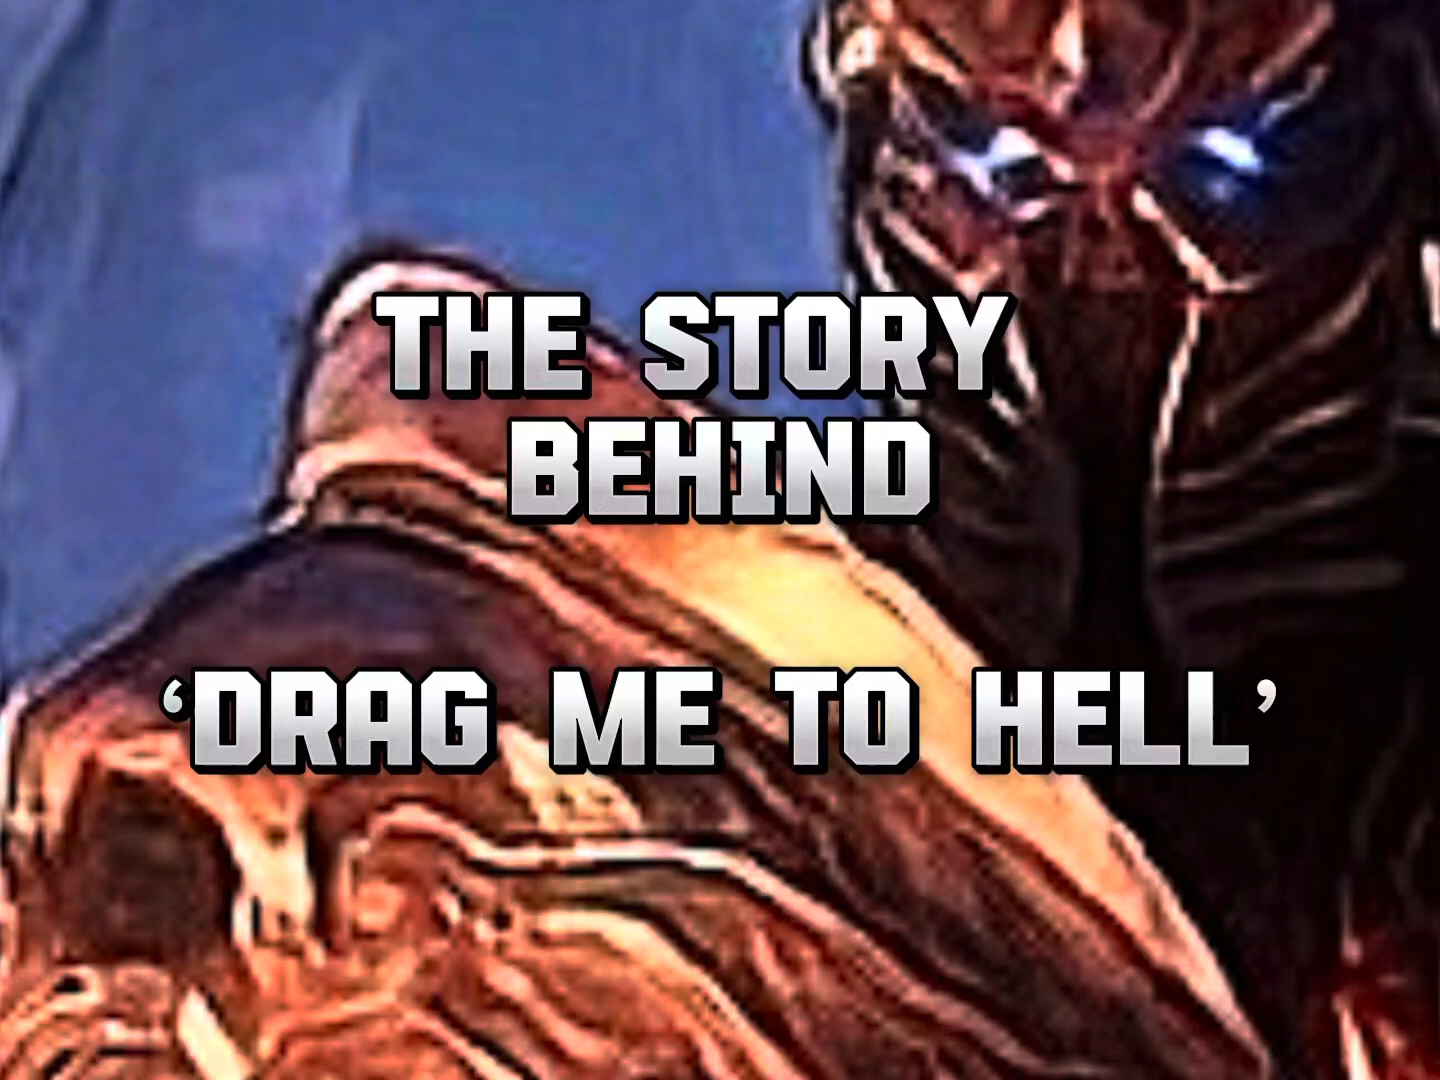 THE STORY
BEHIND
‘DRAG ME TO HELL’